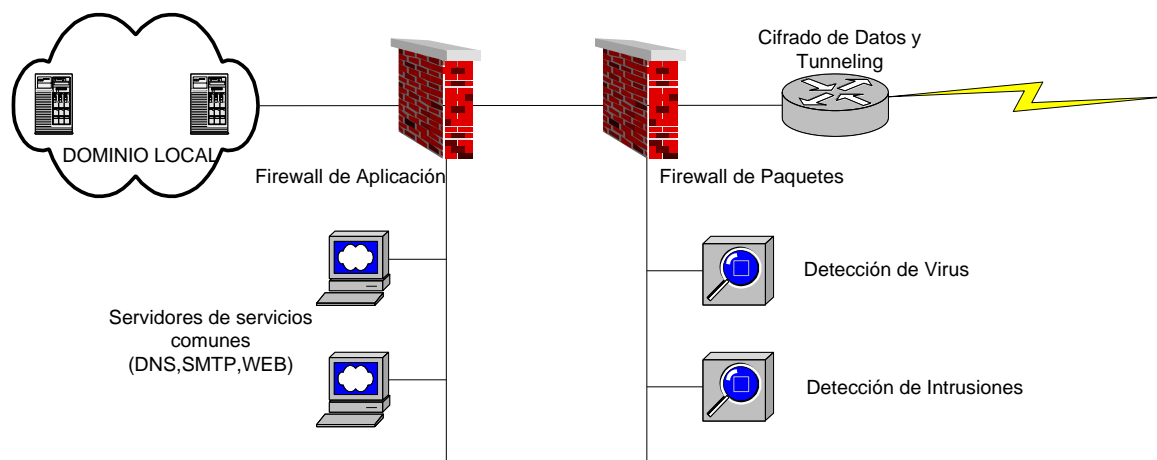 Cifrado de Datos y
Tunneling
DOMINIO LOCAL
Firewall de Aplicación
Firewall de Paquetes
Servidores de servicios
comunes
(DNS,SMTP,WEB)
Detección de Virus
Detección de Intrusiones